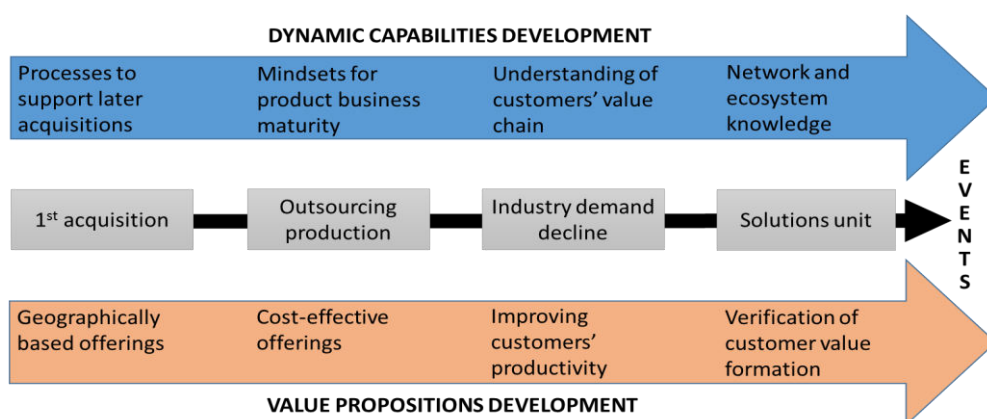 DYNAMIC CAPABILITIES DEVELOPMENT
Processes to
support later
acquisitions
Mindsets for
product business
maturity
Understanding of
customers’ value
chain
Network and
ecosystem
knowledge
1st acquisition
Outsourcing
production
Industry demand
decline
Solutions unit
EVENTS
Geographically
based offerings
Cost-effective
offerings
Improving
customers’
productivity
Verification of
customer value
formation
VALUE PROPOSITIONS DEVELOPMENT